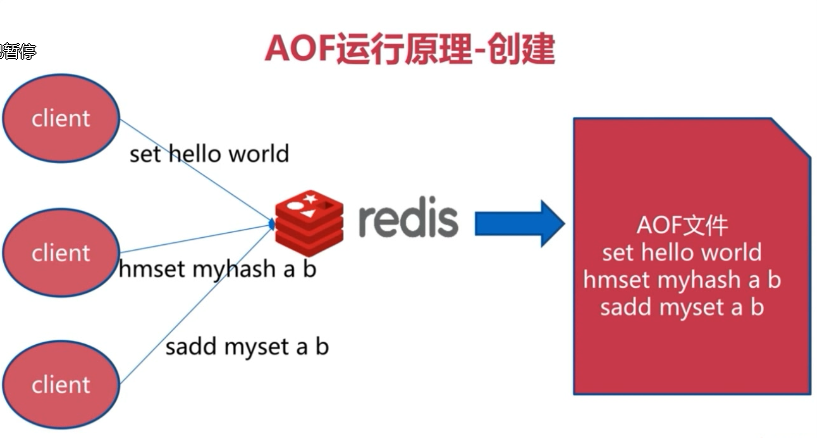 AOF运行原理-创建
暂停
client
set hello world
client
hmset myhash a b
client
sadd myset a b
redis
AOF文件
set hello world
hmset myhash a b
sadd myset a b